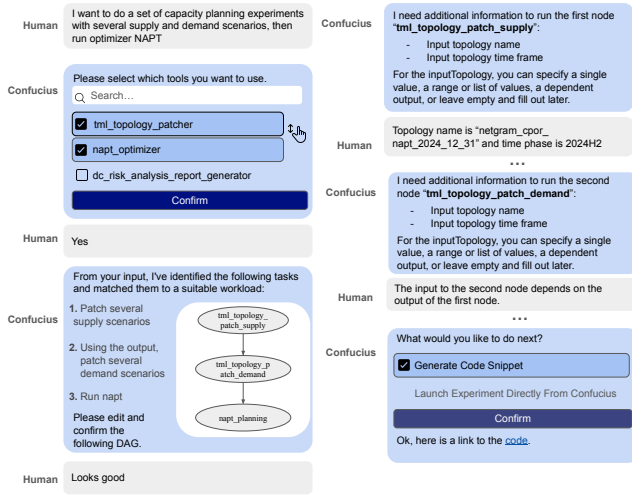 Human
I want to do a set of capacity planning experiments
with several supply and demand scenarios, then
run optimizer NAPT
Confucius
Please select which tools you want to use.
Search…
tml_topology_patcher
napt_optimizer
dc_risk_analysis_report_generator
Confirm
Human
Yes
Confucius
From your input, I've identified the following tasks
and matched them to a suitable workload:
1. Patch several
supply scenarios
2. Using the output,
patch several
demand scenarios
3. Run napt
Please edit and
confirm the
following DAG.
tml_topology_
patch_supply
tml_topology_p
atch_demand
napt_planning
Human
Looks good
Confucius
I need additional information to run the first node
“tml_topology_patch_supply”:
- Input topology name
- Input topology time frame
For the inputTopology, you can specify a single
value, a range or list of values, a dependent
output, or leave empty and fill out later.
Human
Topology name is “netgram_cpor_
napt_2024_12_31” and time phase is 2024H2
...
Confucius
I need additional information to run the second
node “tml_topology_patch_demand”:
- Input topology name
- Input topology time frame
For the inputTopology, you can specify a single
value, a range or list of values, a dependent
output, or leave empty and fill out later.
Human
The input to the second node depends on the
output of the first node.
...
Confucius
What would you like to do next?
Generate Code Snippet
Launch Experiment Directly From Confucius
Confirm
Ok, here is a link to the code.